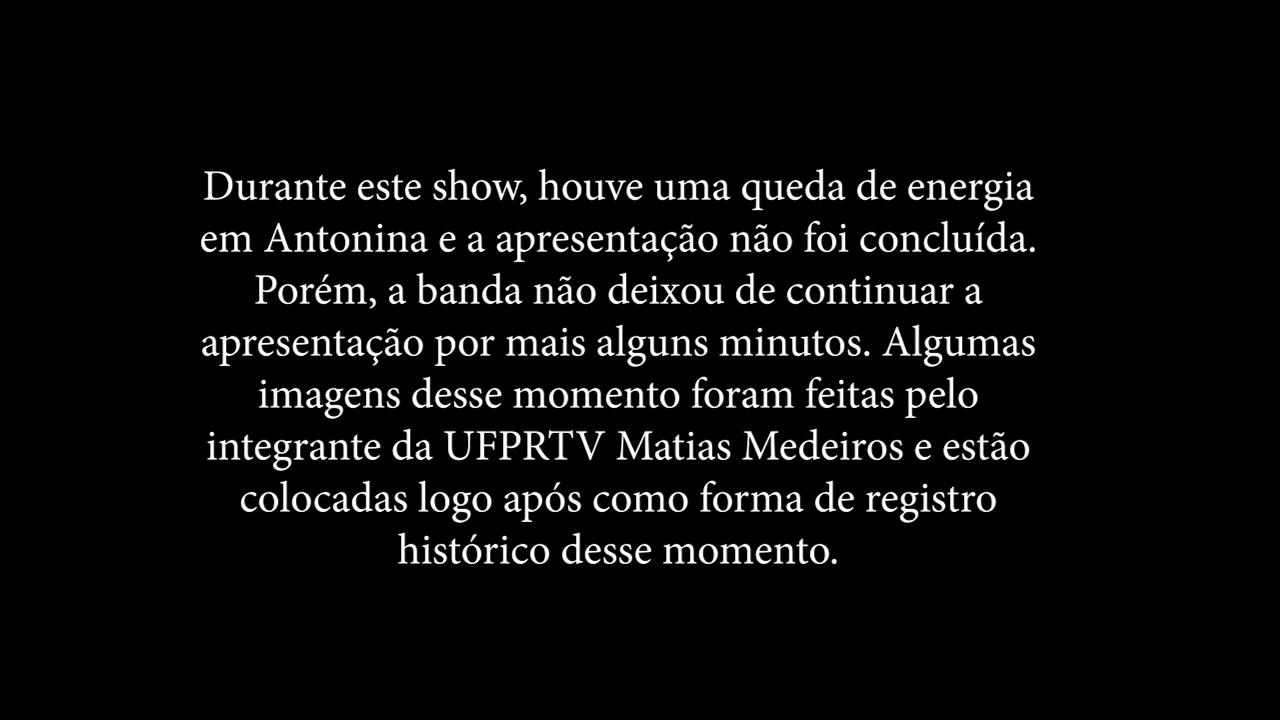 Durante este show, houve uma queda de energia
em Antonina e a apresentação não foi concluída.
Porém, a banda não deixou de continuar a
apresentação por mais alguns minutos. Algumas
imagens desse momento foram feitas pelo
integrante da UFPRTV Matias Medeiros e estão
colocadas logo após como forma de registro
histórico desse momento.